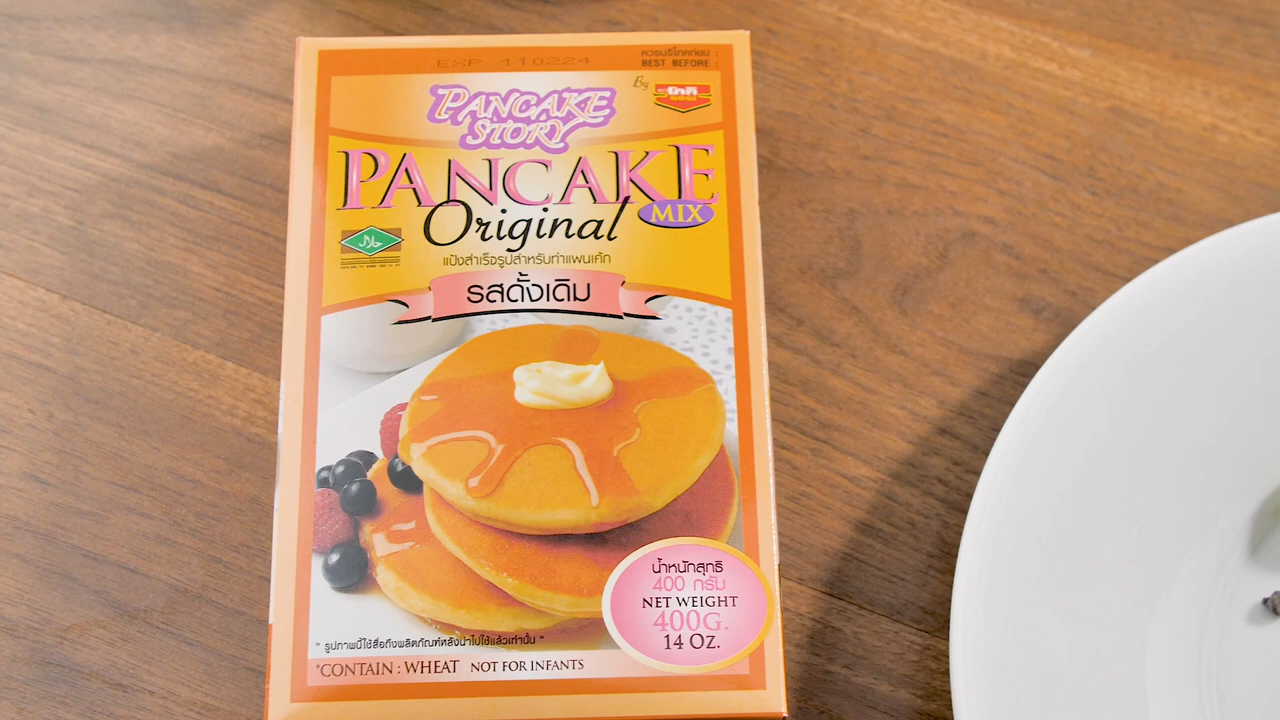 EXP 110224
ควรบริโภคก่อน :
BEST BEFORE :
By
PANCAKE
STORY
PANCAKE
MIX
Original
แป้งสำเร็จรูปสำหรับทำแพนเค้ก
รสดั้งเดิม
น้ำหนักสุทธิ
400 กรัม
NET WEIGHT
400G.
14 OZ.
" รูปภาพนี้ใช้สื่อถึงผลิตภัณฑ์หลังนำไปใช้แล้วเท่านั้น "
*CONTAIN : WHEAT NOT FOR INFANTS